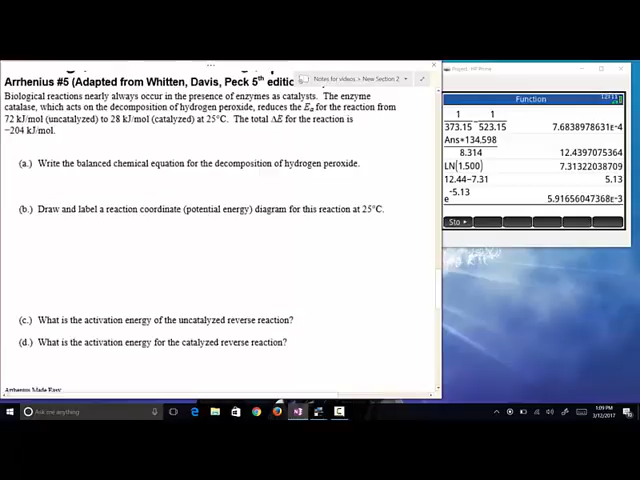 Arrhenius #5 (Adapted from Whitten, Davis, Peck 5th editio
Notes for videos > New Section 2
Biological reactions nearly always occur in the presence of enzymes as catalysts. The enzyme
catalase, which acts on the decomposition of hydrogen peroxide, reduces the Ea for the reaction from
72 kJ/mol (uncatalyzed) to 28 kJ/mol (catalyzed) at 25°C. The total ΔE for the reaction is
−204 kJ/mol.
(a.) Write the balanced chemical equation for the decomposition of hydrogen peroxide.
(b.) Draw and label a reaction coordinate (potential energy) diagram for this reaction at 25°C.
(c.) What is the activation energy of the uncatalyzed reverse reaction?
(d.) What is the activation energy for the catalyzed reverse reaction?
Arrhenius Made Easy
Function
1 1
373.15 523.15
7.6838978631ᴇ-4
Ans*134,598
8.314
12.4397075364
LN(1.500)
7.31322038709
12.44-7.31
5.13
e -5.13
5.91656047368ᴇ-3
Sto ▸
Ask me anything
1:09 PM
3/12/2017